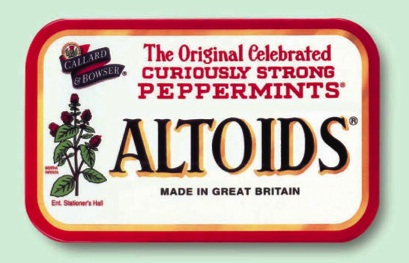 CALLARD
& BOWSER®
The Original Celebrated
CURIOUSLY STRONG
PEPPERMINTS®
ALTOIDS®
MADE IN GREAT BRITAIN
Ent. Stationer's Hall